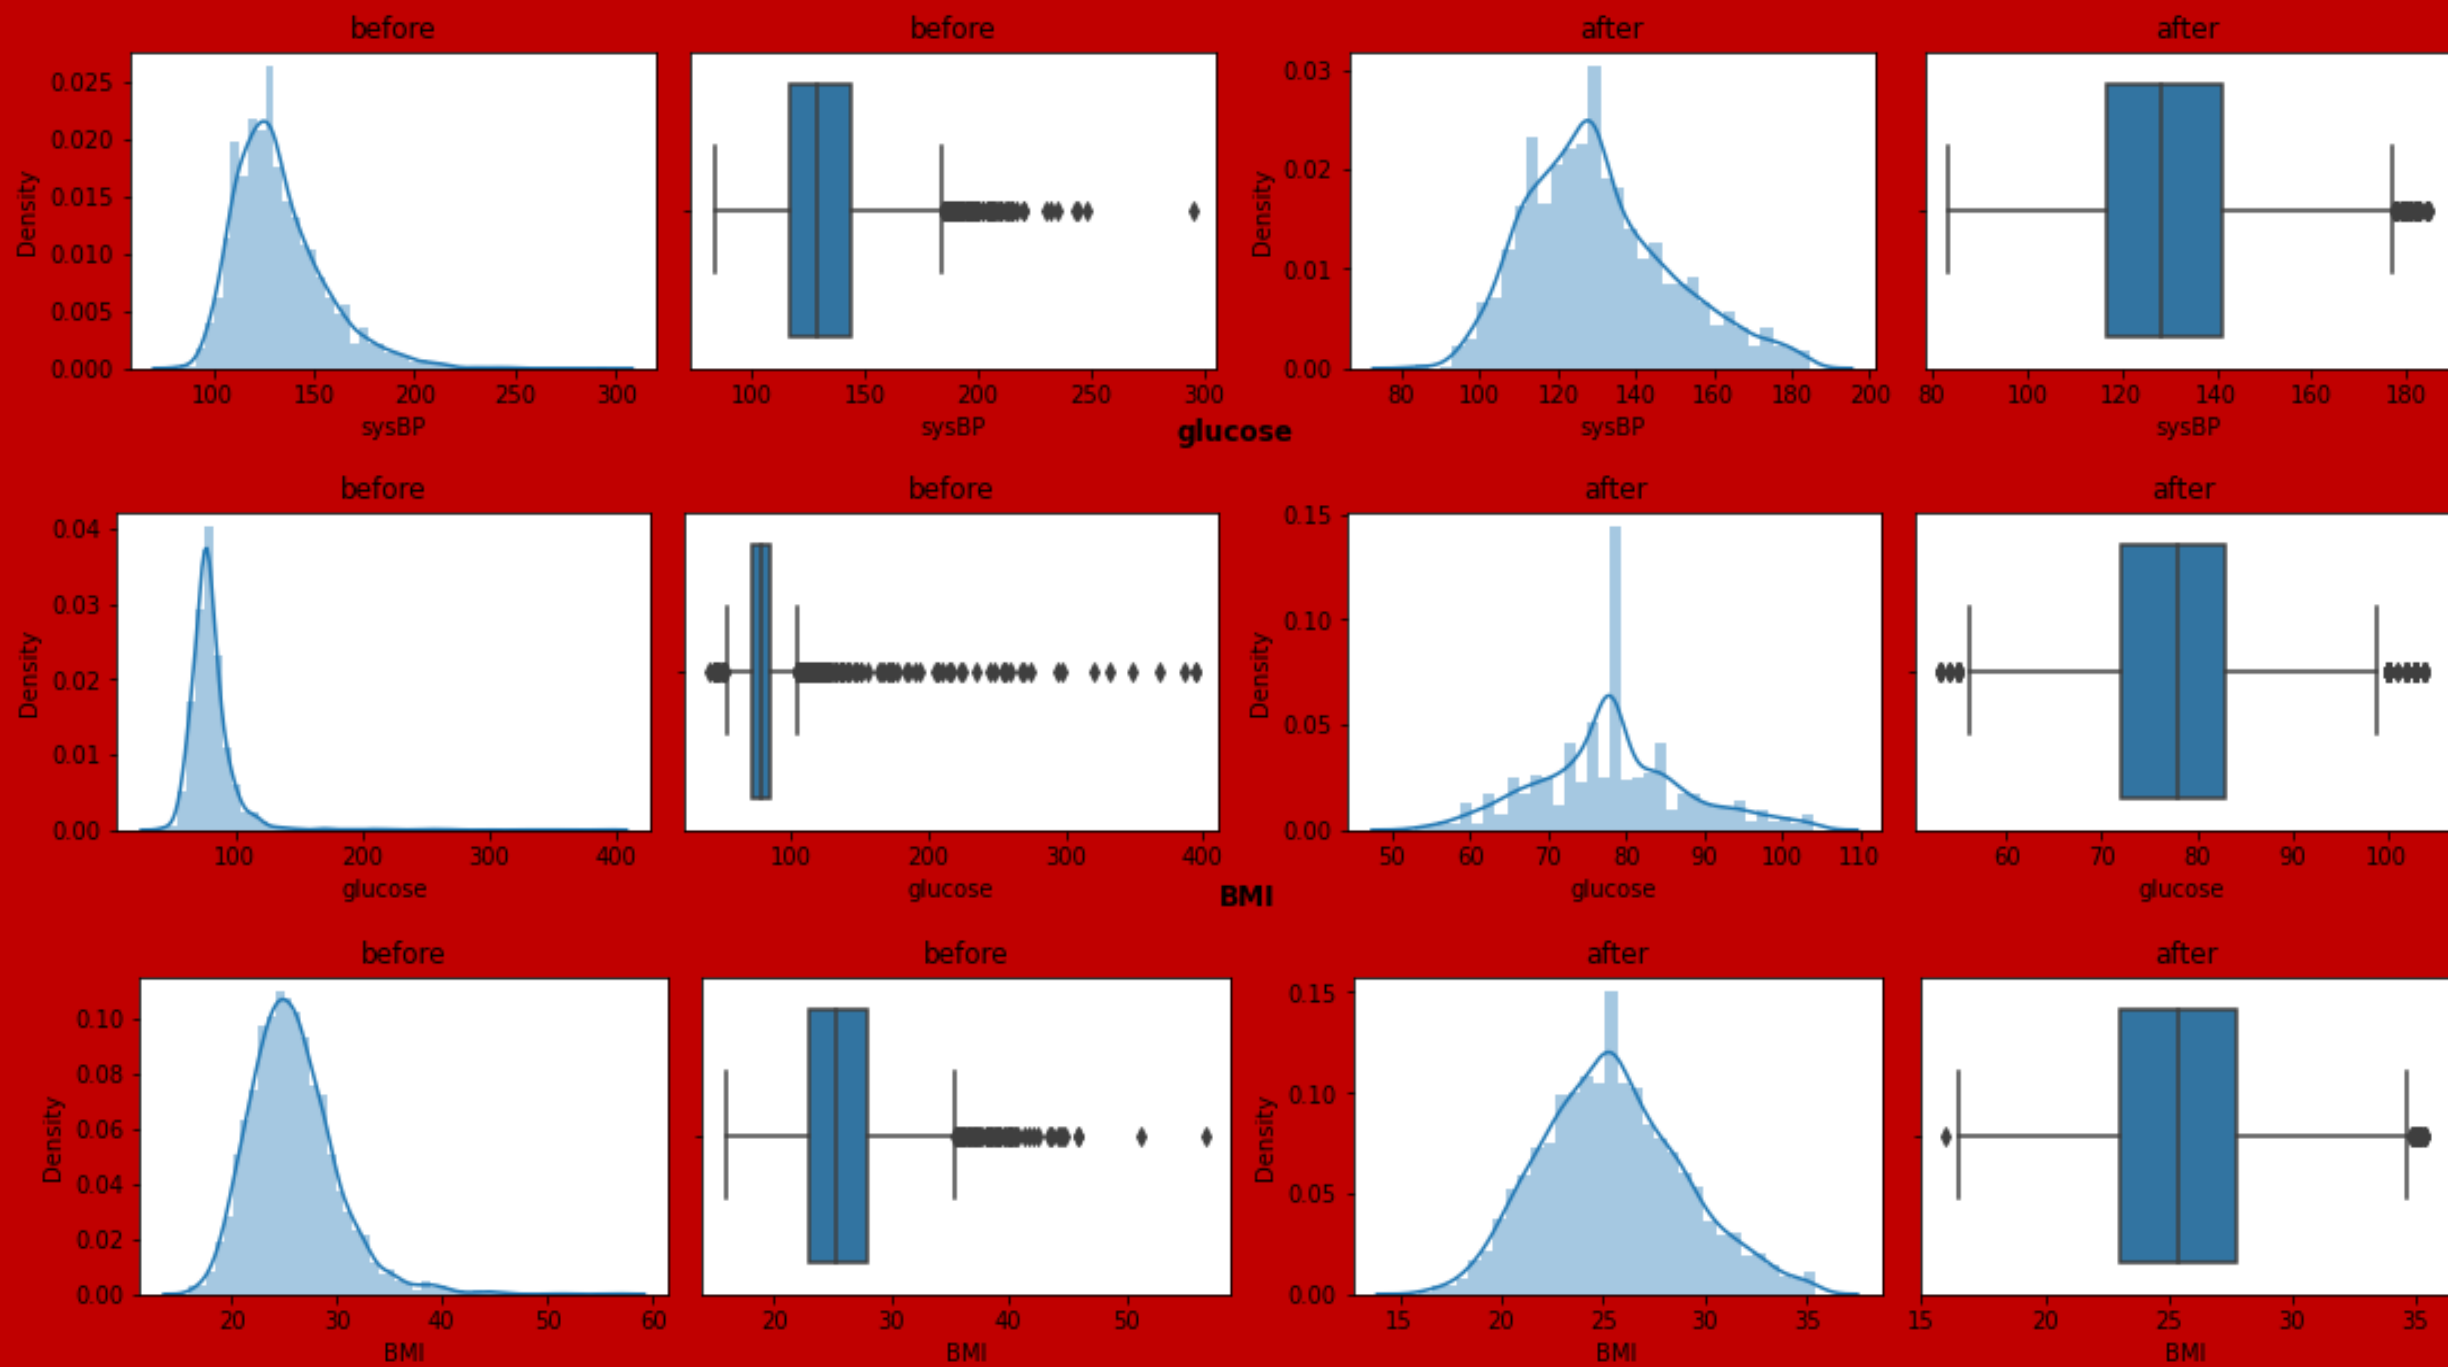 before before after after
0.025
0.020
0.015
0.010
0.005
0.000
Density
100 150 200 250 300
sysBP
100 150 200 250 300
sysBP
0.03
0.02
0.01
0.00
Density
80 100 120 140 160 180 200
sysBP
80 100 120 140 160 180
sysBP
glucose
before before after after
0.04
0.03
0.02
0.01
0.00
Density
100 200 300 400
glucose
100 200 300 400
glucose
0.15
0.10
0.05
0.00
Density
50 60 70 80 90 100 110
glucose
60 70 80 90 100
glucose
BMI
before before after after
0.10
0.08
0.06
0.04
0.02
0.00
Density
20 30 40 50 60
BMI
20 30 40 50
BMI
0.15
0.10
0.05
0.00
Density
15 20 25 30 35
BMI
15 20 25 30 35
BMI